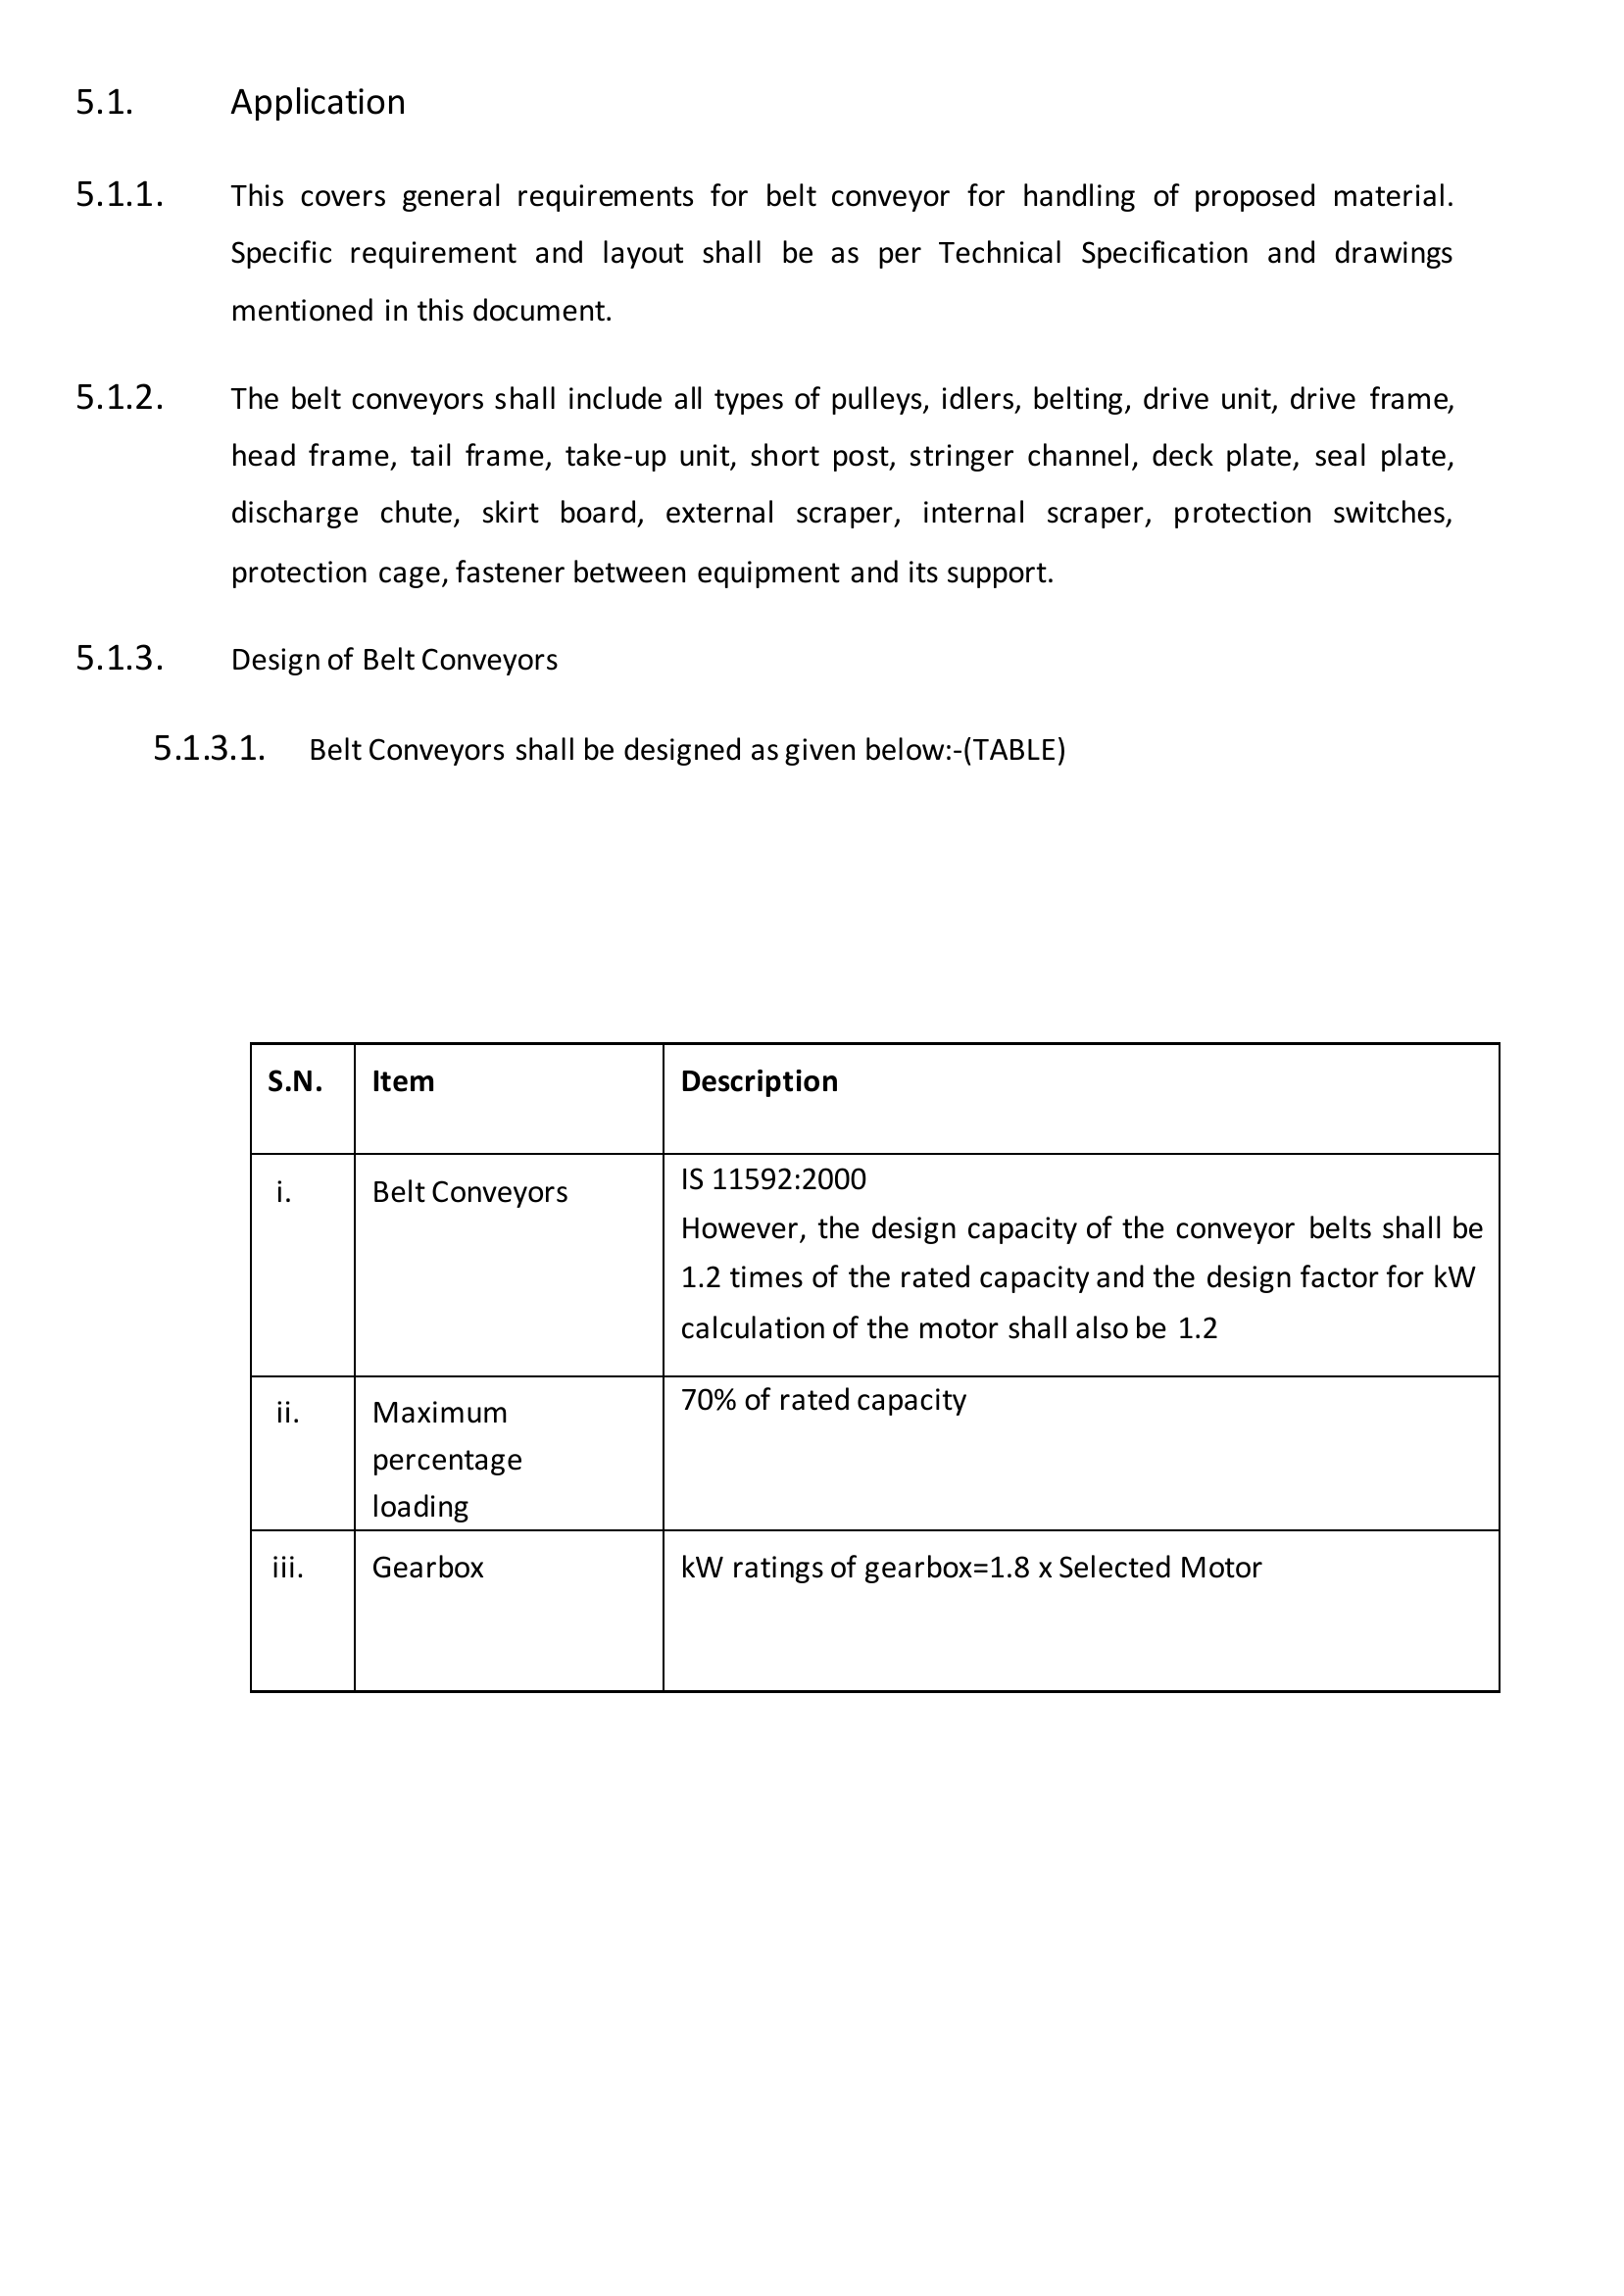 5.1. Application
5.1.1. This covers general requirements for belt conveyor for handling of proposed material.
Specific requirement and layout shall be as per Technical Specification and drawings
mentioned in this document.
5.1.2. The belt conveyors shall include all types of pulleys, idlers, belting, drive unit, drive frame,
head frame, tail frame, take-up unit, short post, stringer channel, deck plate, seal plate,
discharge chute, skirt board, external scraper, internal scraper, protection switches,
protection cage, fastener between equipment and its support.
5.1.3. Design of Belt Conveyors
5.1.3.1. Belt Conveyors shall be designed as given below:-(TABLE)
S.N. Item Description
i. Belt Conveyors IS 11592:2000
However, the design capacity of the conveyor belts shall be
1.2 times of the rated capacity and the design factor for kW
calculation of the motor shall also be 1.2
ii. Maximum 70% of rated capacity
percentage
loading
iii. Gearbox kW ratings of gearbox=1.8 x Selected Motor